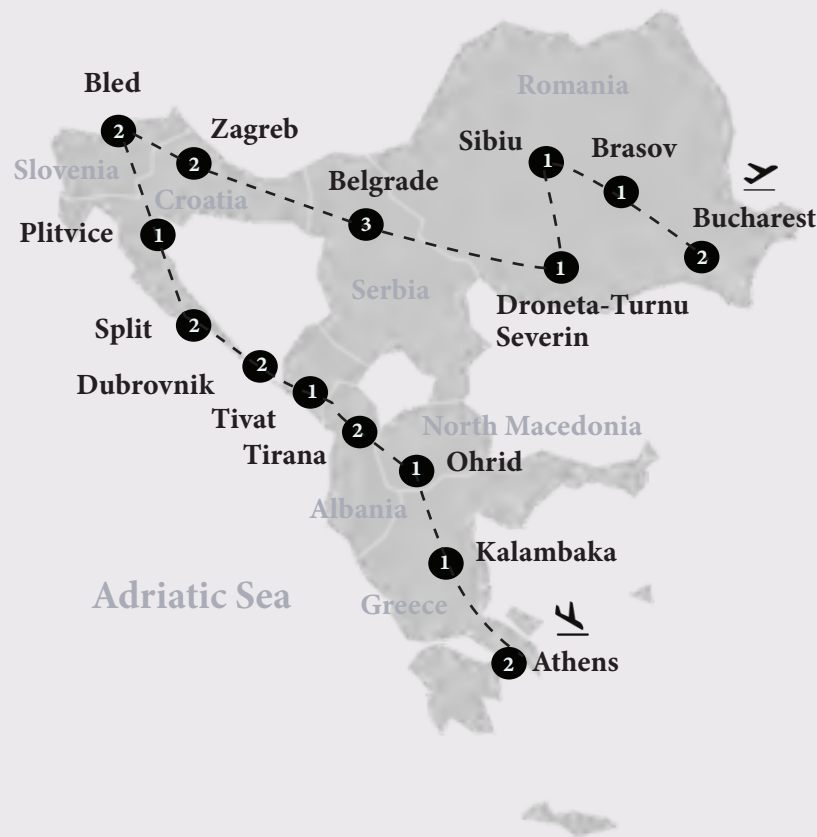 Bled
Romania
2
Zagreb
Sibiu
Brasov
2
1
Slovenia
Belgrade
1
Croatia
Bucharest
Plitvice
1
3
2
1
Serbia
Droneta-Turnu
Severin
Split
2
Dubrovnik
2
Tivat
1
Tirana
2
North Macedonia
1
Ohrid
Albania
1
Kalambaka
Adriatic Sea
Greece
2
Athens